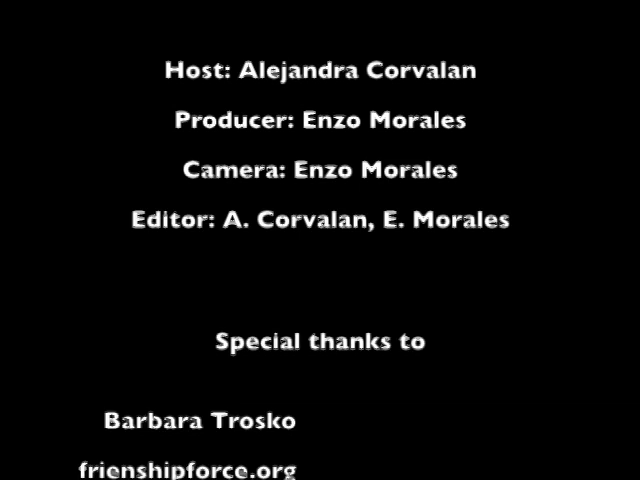 Host: Alejandra Corvalan
Producer: Enzo Morales
Camera: Enzo Morales
Editor: A. Corvalan, E. Morales
Special thanks to
Barbara Trosko
frienshipforce.org